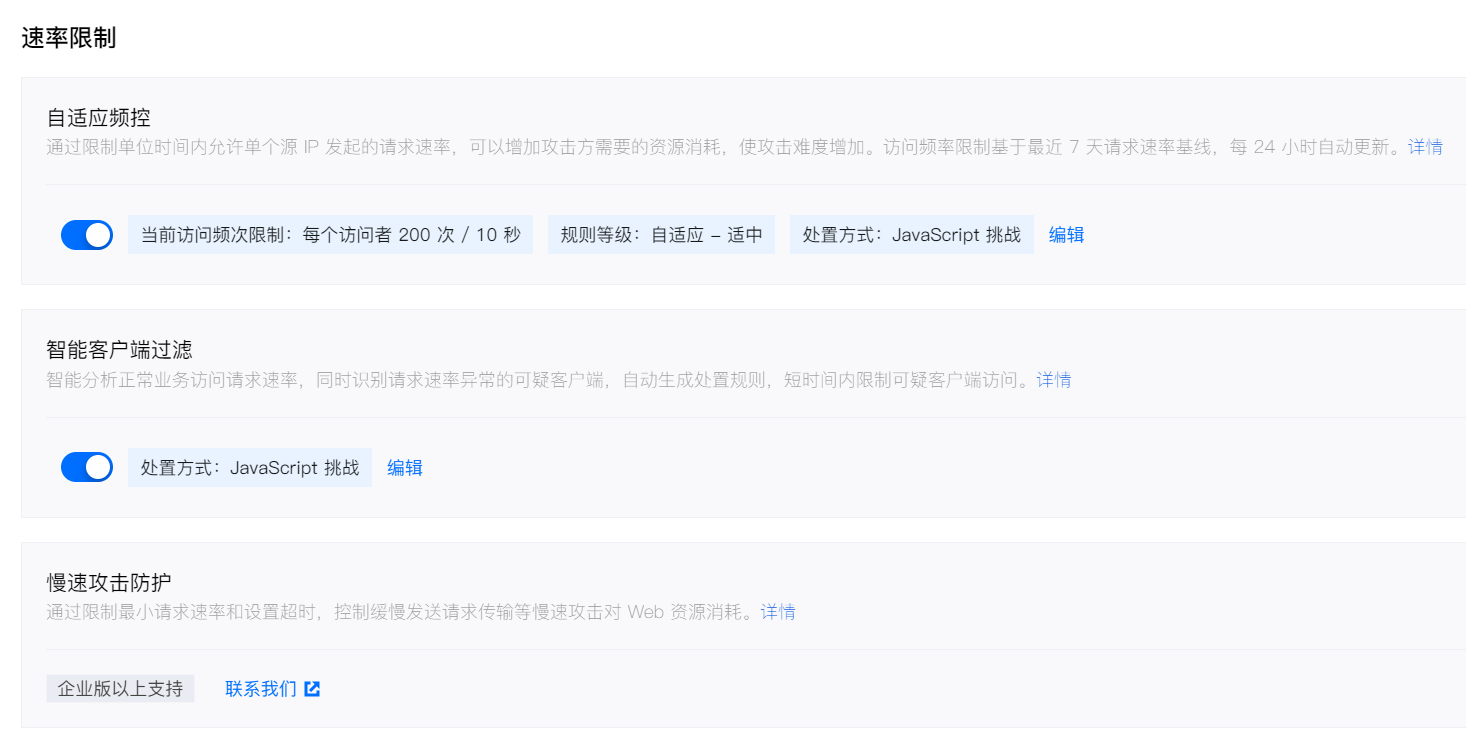 速率限制
自适应频控
通过限制单位时间内允许单个源 IP 发起的请求速率，可以增加攻击方需要的资源消耗，使攻击难度增加。访问频率限制基于最近 7 天请求速率基线，每 24 小时自动更新。详情
当前访问频次限制：每个访问者 200 次 / 10 秒 规则等级：自适应 – 适中 处置方式：JavaScript 挑战 编辑
智能客户端过滤
智能分析正常业务访问请求速率，同时识别请求速率异常的可疑客户端，自动生成处置规则，短时间内限制可疑客户端访问。详情
处置方式：JavaScript 挑战 编辑
慢速攻击防护
通过限制最小请求速率和设置超时，控制缓慢发送请求传输等慢速攻击对 Web 资源消耗。详情
企业版以上支持 联系我们